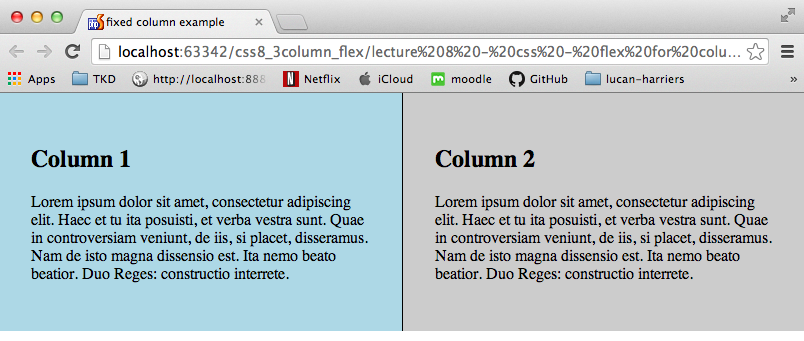 fixed column example
localhost:63342/css8_3column_flex/lecture%208%20-%20css%20-%20flex%20for%20colu...
Apps TKD http://localhost:888 Netflix iCloud moodle GitHub lucan-harriers »
Column 1
Lorem ipsum dolor sit amet, consectetur adipiscing
elit. Haec et tu ita posuisti, et verba vestra sunt. Quae
in controversiam veniunt, de iis, si placet, disseramus.
Nam de isto magna dissensio est. Ita nemo beato
beatior. Duo Reges: constructio interrete.
Column 2
Lorem ipsum dolor sit amet, consectetur adipiscing
elit. Haec et tu ita posuisti, et verba vestra sunt. Quae
in controversiam veniunt, de iis, si placet, disseramus.
Nam de isto magna dissensio est. Ita nemo beato
beatior. Duo Reges: constructio interrete.